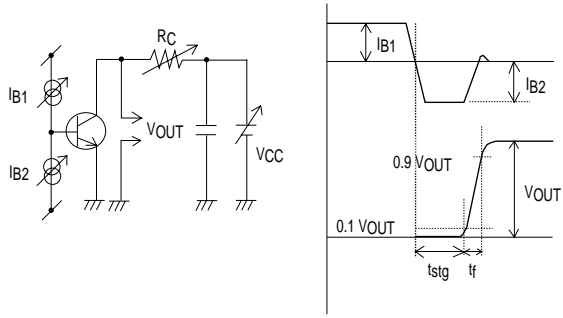 RC
IB1
VOUT
IB2
VCC
IB1
IB2
0.9 VOUT
VOUT
0.1 VOUT
tstg
tf